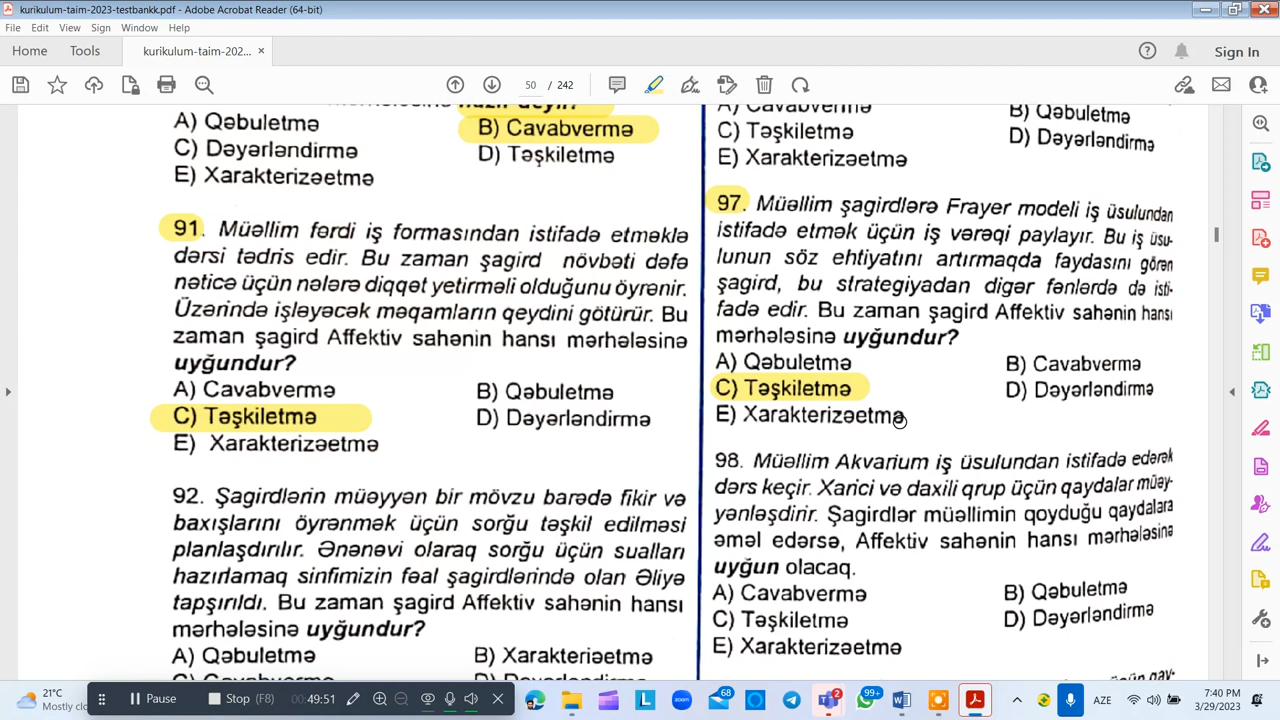 kurikulum-taim-2023-testbankk.pdf - Adobe Acrobat Reader (64-bit)
File Edit View Sign Window Help
Home Tools kurikulum-taim-202... × Sign In
50 / 242
hazır deyil?
A) Qəbuletmə B) Cavabvermə
C) Dəyərləndirmə D) Təşkiletmə
E) Xarakterizəetmə
91. Müəllim fərdi iş formasından istifadə etməklə
dərsi tədris edir. Bu zaman şagird növbəti dəfə
nəticə üçün nələrə diqqət yetirməli olduğunu öyrənir.
Üzərində işləyəcək məqamların qeydini götürür. Bu
zaman şagird Affektiv sahənin hansı mərhələsinə
uyğundur?
A) Cavabvermə B) Qəbuletmə
C) Təşkiletmə D) Dəyərləndirmə
E) Xarakterizəetmə
92. Şagirdlərin müəyyən bir mövzu barədə fikir və
baxışlarını öyrənmək üçün sorğu təşkil edilməsi
planlaşdırılır. Ənənəvi olaraq sorğu üçün sualları
hazırlamaq sinfimizin fəal şagirdlərindən olan Əliyə
tapşırıldı. Bu zaman şagird Affektiv sahənin hansı
mərhələsinə uyğundur?
A) Qəbuletmə B) Xarakteriəetmə
A) Cavabvermə B) Qəbuletmə
C) Təşkiletmə D) Dəyərləndirmə
E) Xarakterizəetmə
97. Müəllim şagirdlərə Frayer modeli iş üsulundan
istifadə etmək üçün iş vərəqi paylayır. Bu iş üsu-
lunun söz ehtiyatını artırmaqda faydasını görən
şagird, bu strategiyadan digər fənlərdə də isti-
fadə edir. Bu zaman şagird Affektiv sahənin hansı
mərhələsinə uyğundur?
A) Qəbuletmə B) Cavabvermə
C) Təşkiletmə D) Dəyərləndirmə
E) Xarakterizəetmə
98. Müəllim Akvarium iş üsulundan istifadə edərək
dərs keçir. Xarici və daxili qrup üçün qaydalar müəy-
yənləşdirir. Şagirdlər müəllimin qoyduğu qaydalara
əməl edərsə, Affektiv sahənin hansı mərhələsinə
uyğun olacaq.
A) Cavabvermə B) Qəbuletmə
C) Təşkiletmə D) Dəyərləndirmə
E) Xarakterizəetmə
21°C
Mostly clo
Pause Stop (F8) 00:49:51
68 2 99+
AZE
7:40 PM
3/29/2023